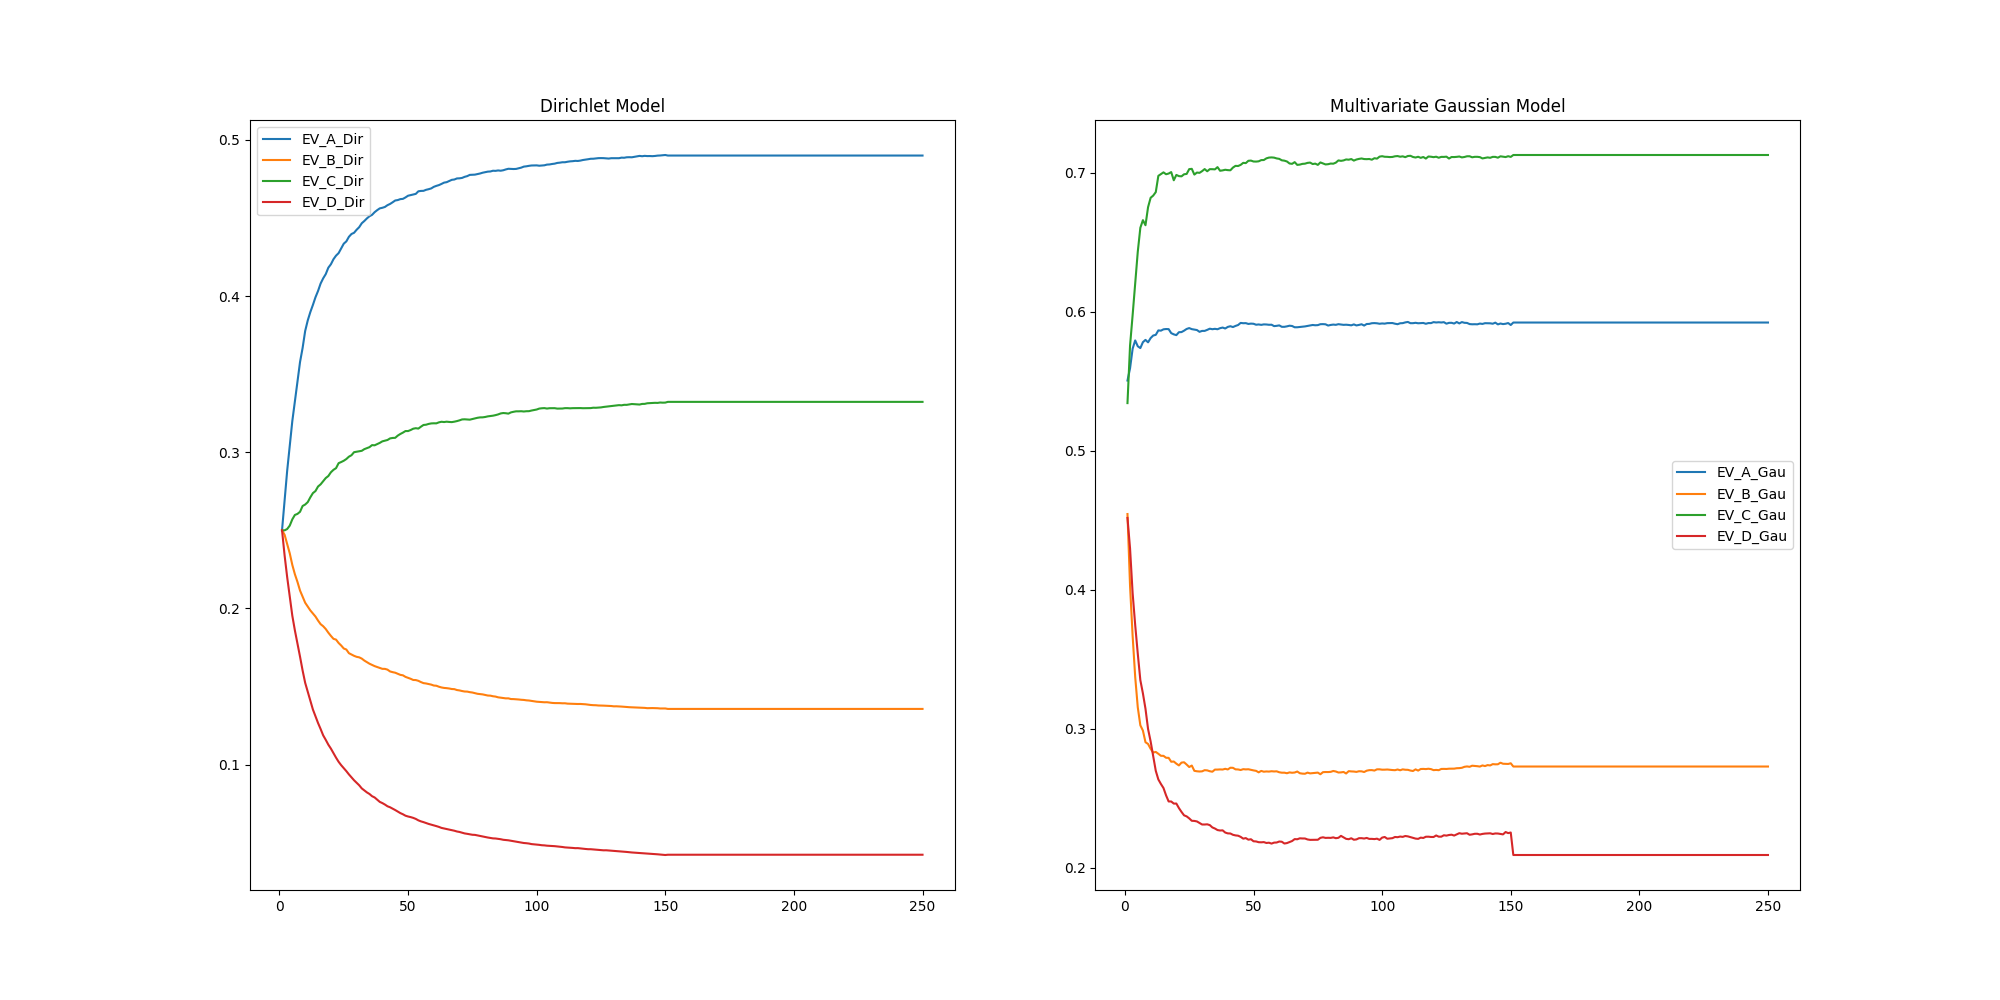 Dirichlet Model
EV_A_Dir
EV_B_Dir
EV_C_Dir
EV_D_Dir
0.5
0.4
0.3
0.2
0.1
0 50 100 150 200 250
Multivariate Gaussian Model
0.7
0.6
0.5
0.4
0.3
0.2
EV_A_Gau
EV_B_Gau
EV_C_Gau
EV_D_Gau
0 50 100 150 200 250